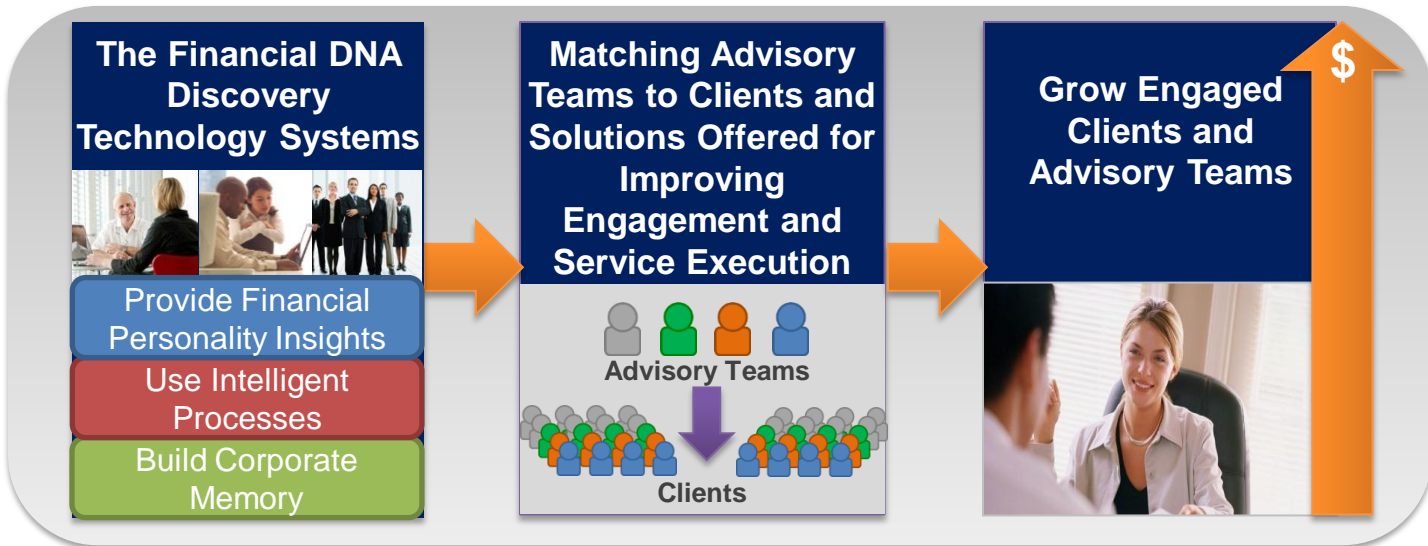 The Financial DNA
Discovery
Technology Systems
Provide Financial
Personality Insights
Use Intelligent
Processes
Build Corporate
Memory
Matching Advisory
Teams to Clients and
Solutions Offered for
Improving
Engagement and
Service Execution
Advisory Teams
Clients
Grow Engaged
Clients and
Advisory Teams
$